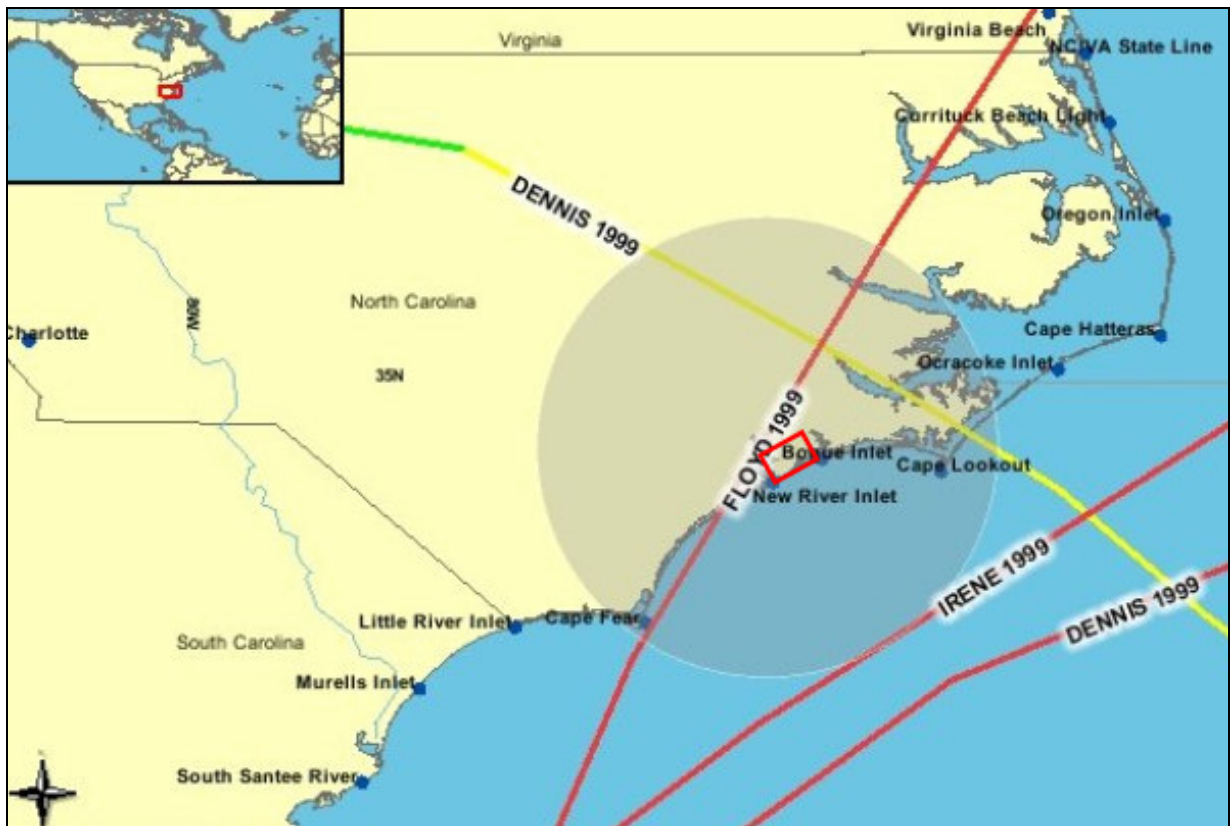 Virginia
Virginia Beach
NC/VA State Line
Currituck Beach Light
DENNIS 1999
Oregon Inlet
North Carolina
80W
Charlotte
Cape Hatteras
Ocracoke Inlet
35N
FLOYD 1999
Bogue Inlet
Cape Lookout
New River Inlet
IRENE 1999
DENNIS 1999
Little River Inlet
Cape Fear
South Carolina
Murells Inlet
South Santee River